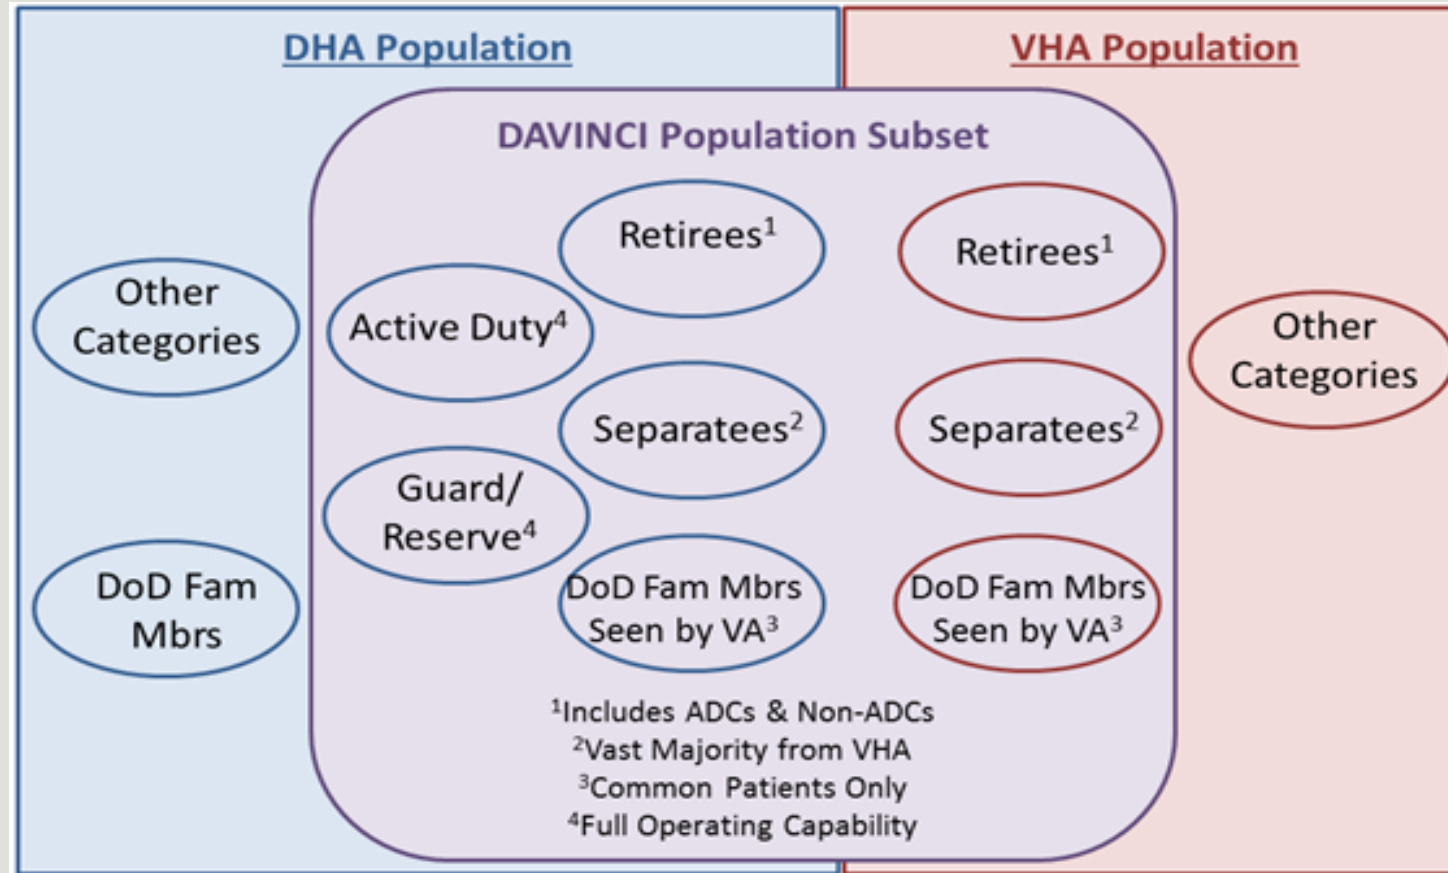 DHA Population
VHA Population
DAVINCI Population Subset
Retirees¹
Retirees¹
Other
Categories
Active Duty⁴
Other
Categories
Separatees²
Separatees²
Guard/
Reserve⁴
DoD Fam
Mbrs
DoD Fam Mbrs
Seen by VA³
DoD Fam Mbrs
Seen by VA³
¹Includes ADCs & Non-ADCs
²Vast Majority from VHA
³Common Patients Only
⁴Full Operating Capability